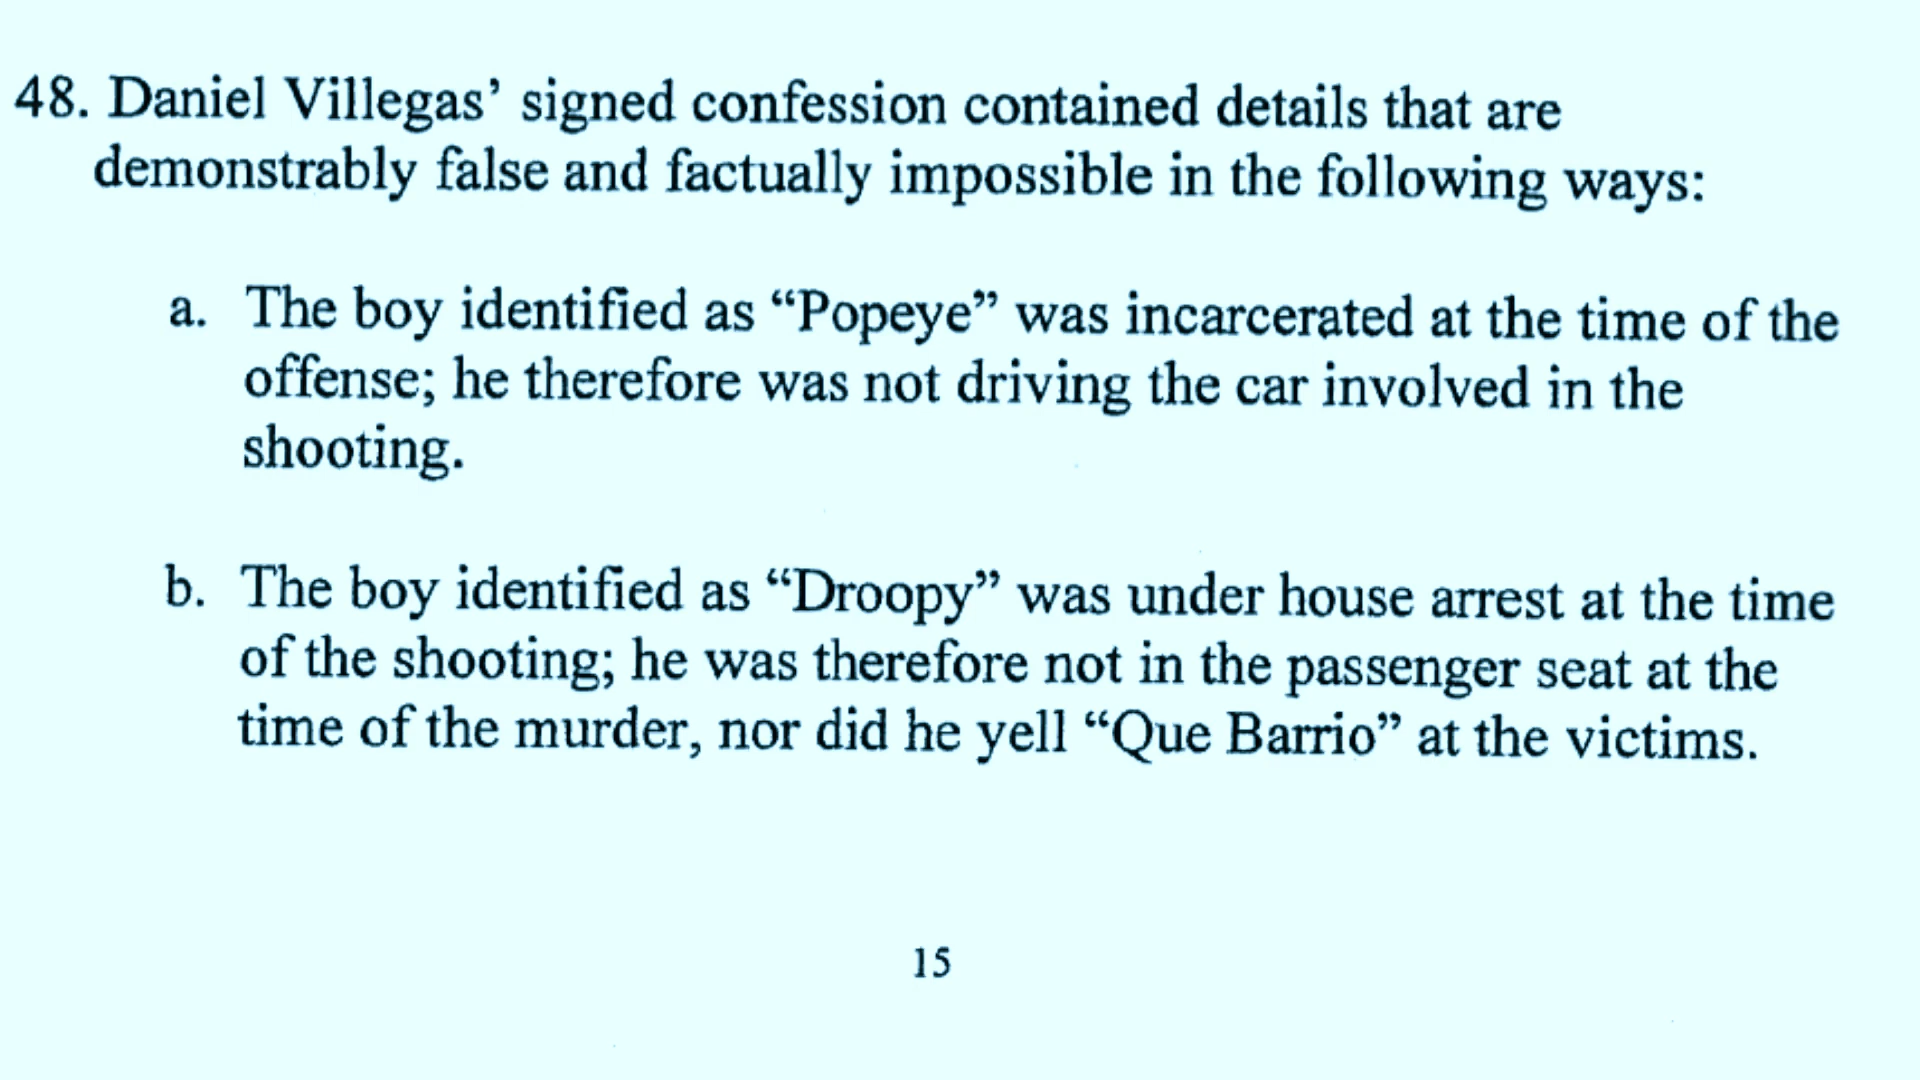 48. Daniel Villegas’ signed confession contained details that are
demonstrably false and factually impossible in the following ways:
a. The boy identified as “Popeye” was incarcerated at the time of the
offense; he therefore was not driving the car involved in the
shooting.
b. The boy identified as “Droopy” was under house arrest at the time
of the shooting; he was therefore not in the passenger seat at the
time of the murder, nor did he yell “Que Barrio” at the victims.
15